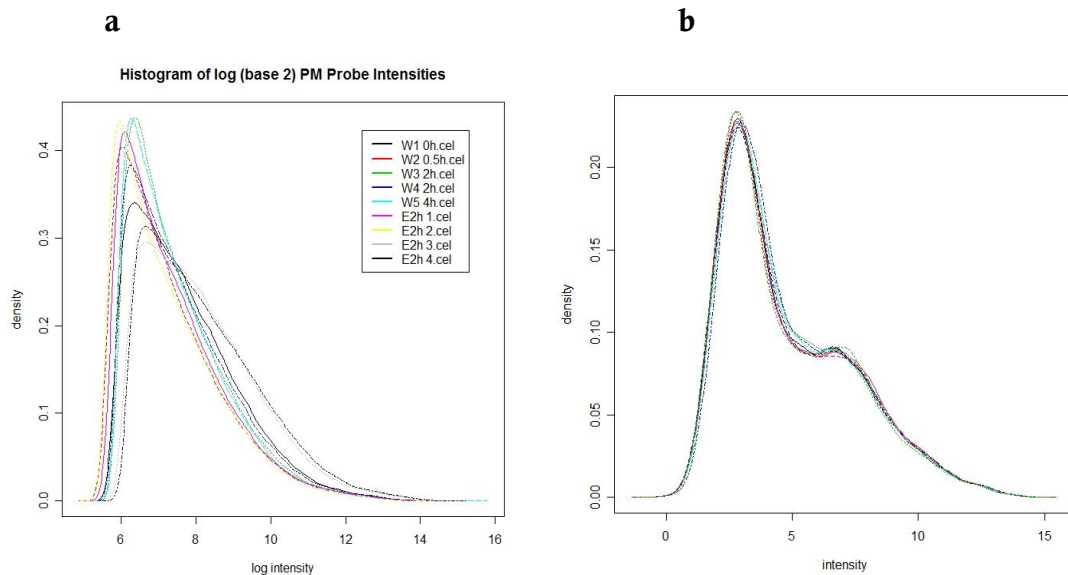 a
b
Histogram of log (base 2) PM Probe Intensities
density
0.0
0.1
0.2
0.3
0.4
W1 0h.cel
W2 0.5h.cel
W3 2h.cel
W4 2h.cel
W5 4h.cel
E2h 1.cel
E2h 2.cel
E2h 3.cel
E2h 4.cel
6 8 10 12 14 16
log intensity
density
0.00
0.05
0.10
0.15
0.20
0 5 10 15
intensity